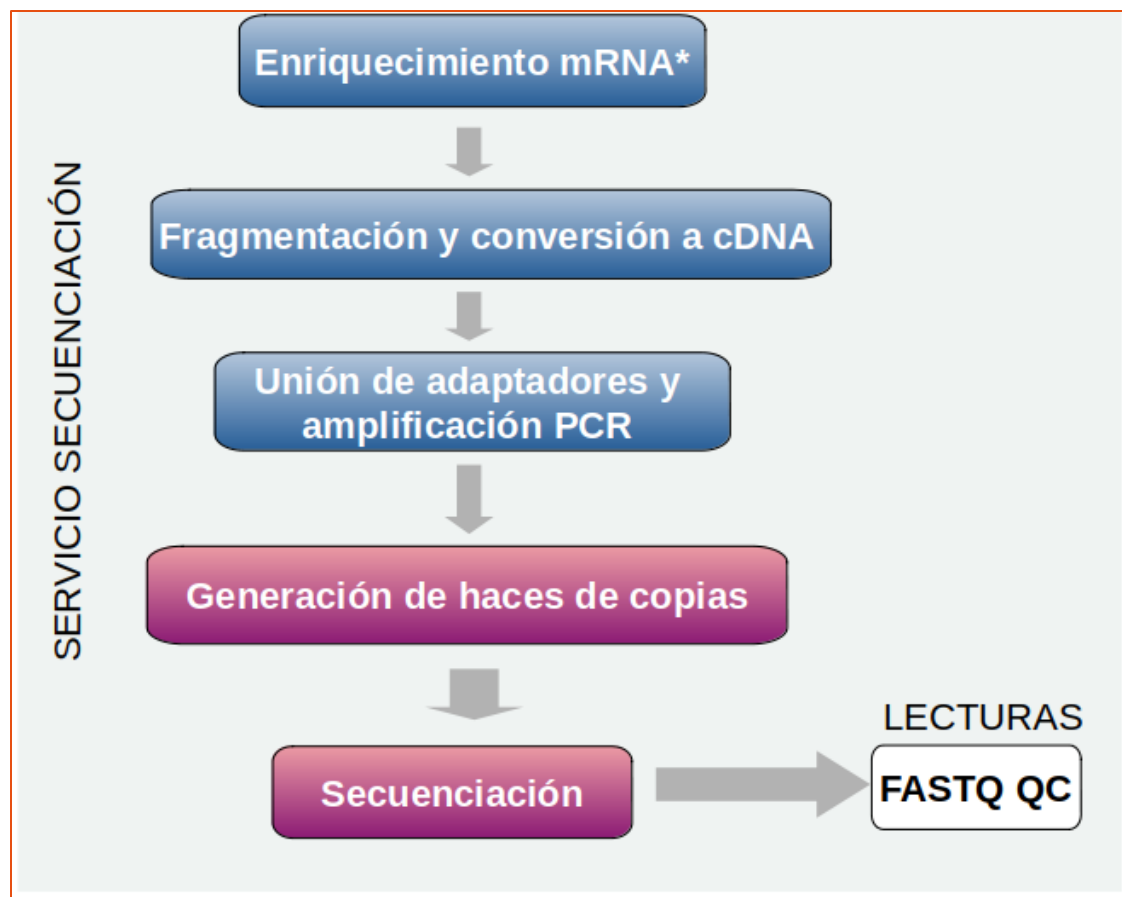 Enriquecimiento mRNA*
Fragmentación y conversión a cDNA
Unión de adaptadores y
amplificación PCR
Generación de haces de copias
Secuenciación
LECTURAS
FASTQ QC
SERVICIO SECUENCIACIÓN